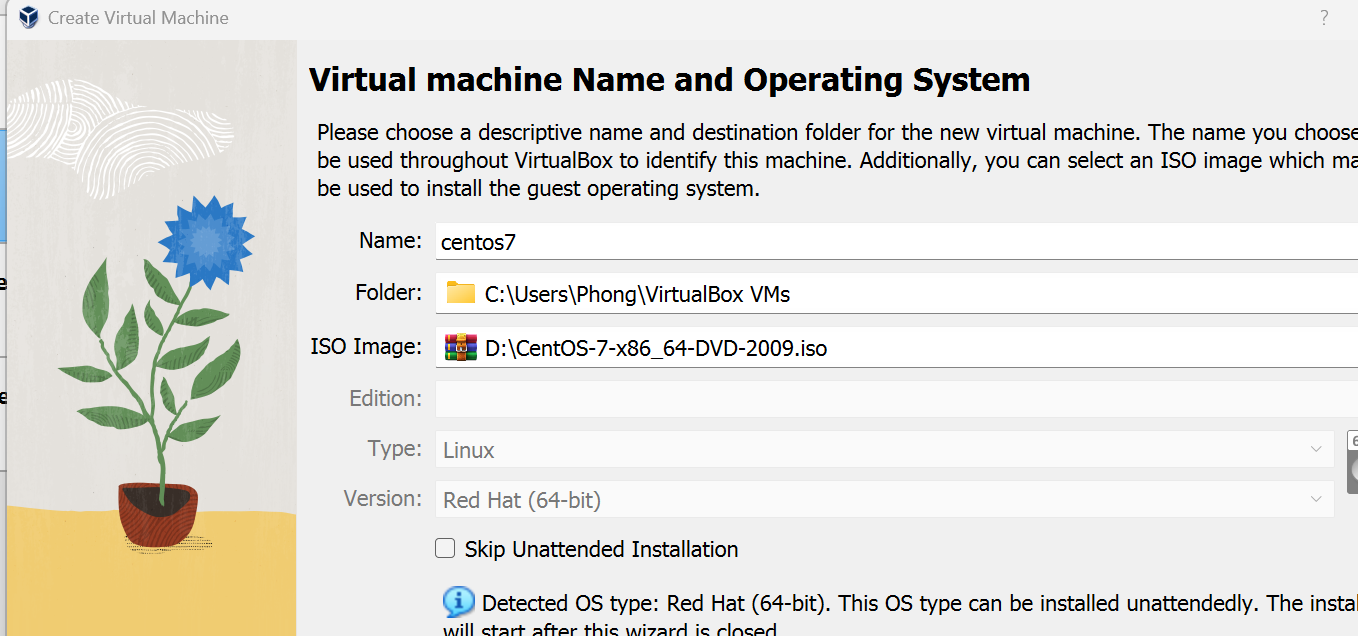 Create Virtual Machine
?
Virtual machine Name and Operating System
Please choose a descriptive name and destination folder for the new virtual machine. The name you choose
be used throughout VirtualBox to identify this machine. Additionally, you can select an ISO image which ma
be used to install the guest operating system.
Name: centos7
Folder: C:\Users\Phong\VirtualBox VMs
ISO Image: D:\CentOS-7-x86_64-DVD-2009.iso
Edition:
Type: Linux
Version: Red Hat (64-bit)
Skip Unattended Installation
Detected OS type: Red Hat (64-bit). This OS type can be installed unattendedly. The instal
will start after this wizard is closed.